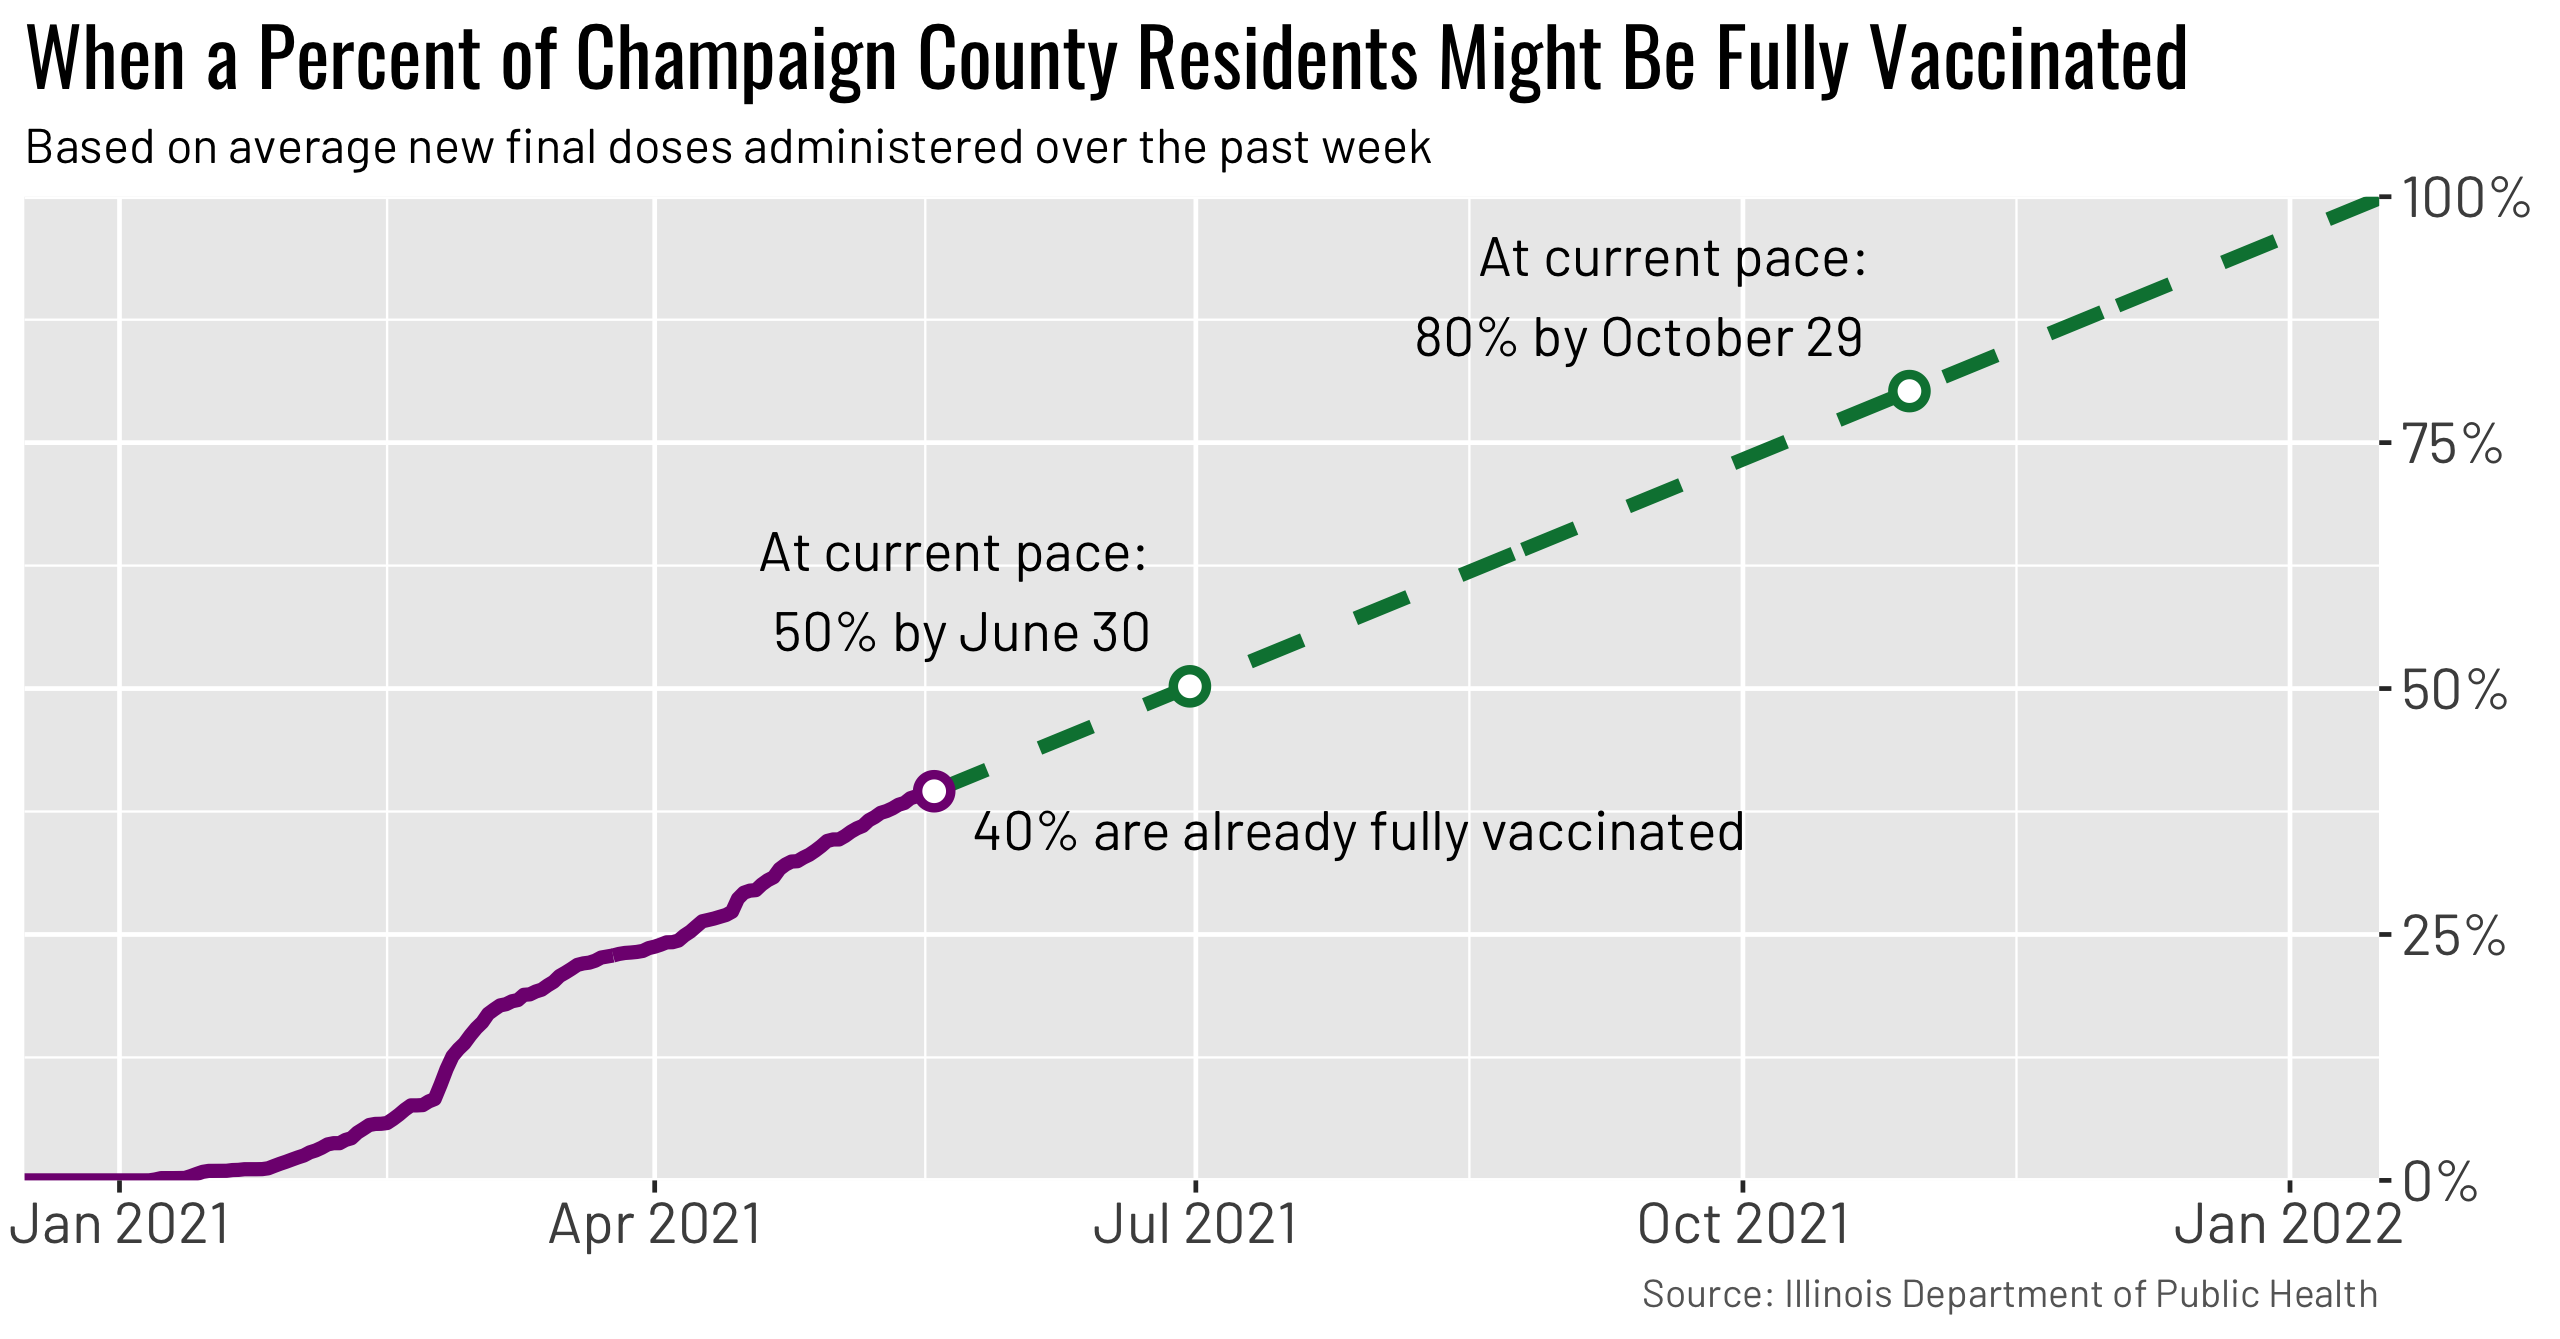 When a Percent of Champaign County Residents Might Be Fully Vaccinated
Based on average new final doses administered over the past week
100%
At current pace:
80% by October 29
75%
At current pace:
50% by June 30
50%
40% are already fully vaccinated
25%
0%
Jan 2021
Apr 2021
Jul 2021
Oct 2021
Jan 2022
Source: Illinois Department of Public Health